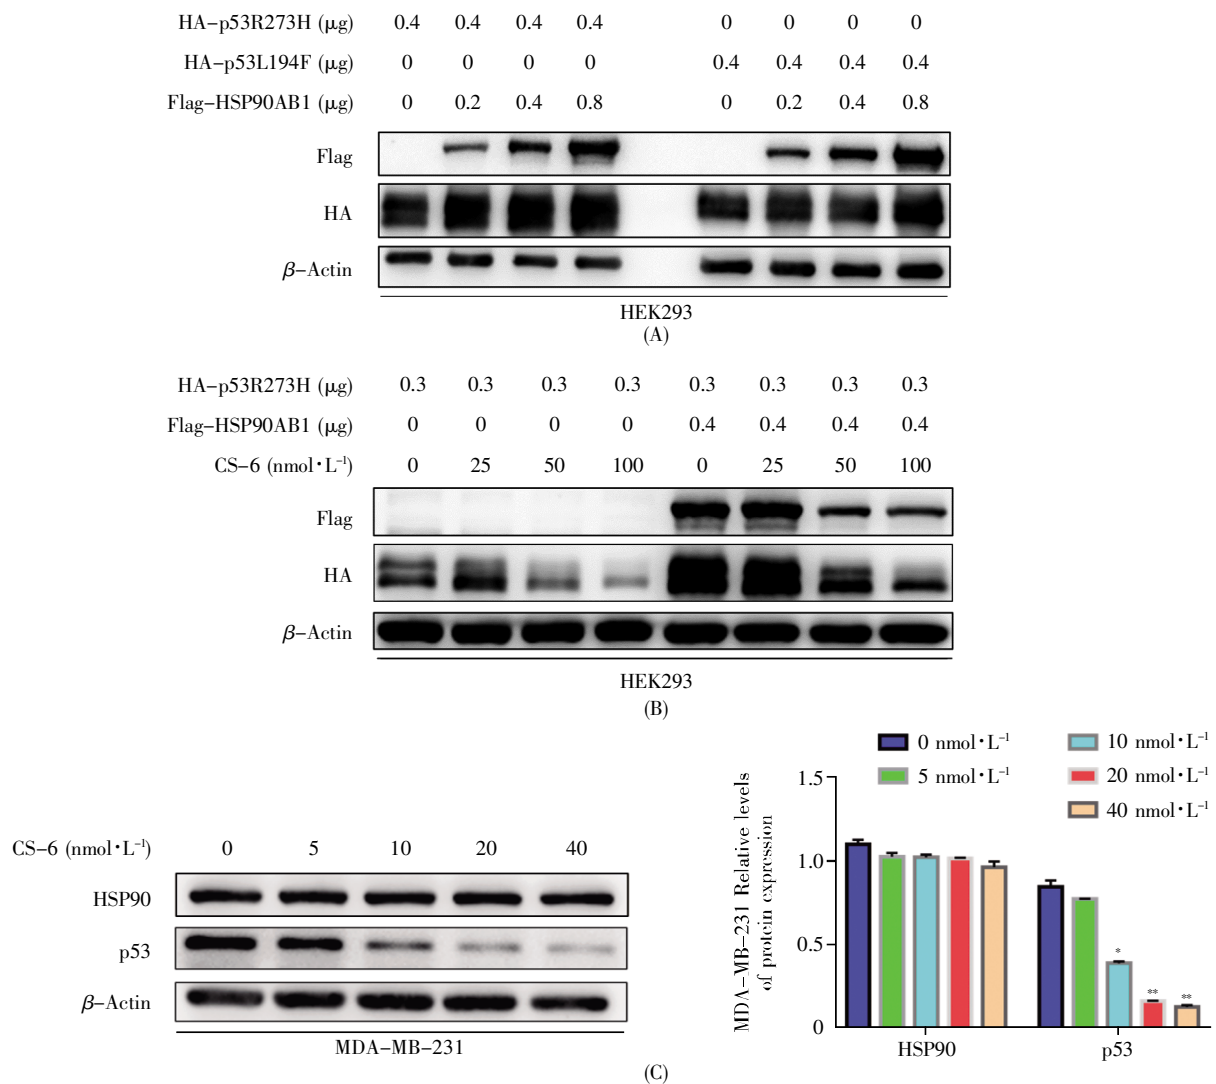 HA-p53R273H (μg) 0.4 0.4 0.4 0.4 0 0 0 0
HA-p53L194F (μg) 0 0 0 0 0.4 0.4 0.4 0.4
Flag-HSP90AB1 (μg) 0 0.2 0.4 0.8 0 0.2 0.4 0.8
Flag
HA
β-Actin
HEK293
(A)
HA-p53R273H (μg) 0.3 0.3 0.3 0.3 0.3 0.3 0.3 0.3
Flag-HSP90AB1 (μg) 0 0 0 0 0.4 0.4 0.4 0.4
CS-6 (nmol·L⁻¹) 0 25 50 100 0 25 50 100
Flag
HA
β-Actin
HEK293
(B)
CS-6 (nmol·L⁻¹) 0 5 10 20 40
HSP90
p53
β-Actin
MDA-MB-231
0 nmol·L⁻¹ 10 nmol·L⁻¹
5 nmol·L⁻¹ 20 nmol·L⁻¹
40 nmol·L⁻¹
MDA-MB-231 Relative levels
of protein expression
1.5
1.0
0.5
0
*
** **
HSP90 p53
(C)